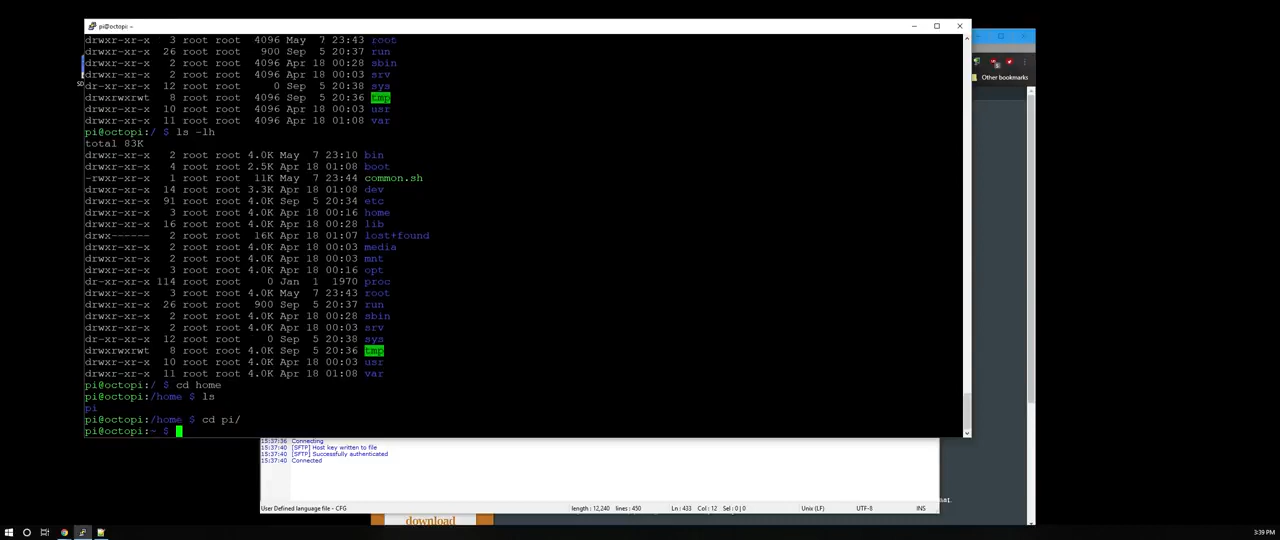 pi@octopi: ~
drwxr-xr-x 3 root root 4096 May 7 23:43 root
drwxr-xr-x 26 root root 900 Sep 5 20:37 run
drwxr-xr-x 2 root root 4096 Apr 18 00:28 sbin
drwxr-xr-x 2 root root 4096 Apr 18 00:03 srv
dr-xr-xr-x 12 root root 0 Sep 5 20:38 sys
drwxrwxrwt 8 root root 4096 Sep 5 20:36 tmp
drwxr-xr-x 10 root root 4096 Apr 18 00:03 usr
drwxr-xr-x 11 root root 4096 Apr 18 01:08 var
pi@octopi:/ $ ls -lh
total 83K
drwxr-xr-x 2 root root 4.0K May 7 23:10 bin
drwxr-xr-x 4 root root 2.5K Apr 18 01:08 boot
-rwxr-xr-x 1 root root 11K May 7 23:44 common.sh
drwxr-xr-x 14 root root 3.3K Apr 18 01:08 dev
drwxr-xr-x 91 root root 4.0K Sep 5 20:34 etc
drwxr-xr-x 3 root root 4.0K Apr 18 00:16 home
drwxr-xr-x 16 root root 4.0K Apr 18 00:28 lib
drwx------ 2 root root 16K Apr 18 01:07 lost+found
drwxr-xr-x 2 root root 4.0K Apr 18 00:03 media
drwxr-xr-x 2 root root 4.0K Apr 18 00:03 mnt
drwxr-xr-x 3 root root 4.0K Apr 18 00:16 opt
dr-xr-xr-x 114 root root 0 Jan 1 1970 proc
drwxr-xr-x 3 root root 4.0K May 7 23:43 root
drwxr-xr-x 26 root root 900 Sep 5 20:37 run
drwxr-xr-x 2 root root 4.0K Apr 18 00:28 sbin
drwxr-xr-x 2 root root 4.0K Apr 18 00:03 srv
dr-xr-xr-x 12 root root 0 Sep 5 20:38 sys
drwxrwxrwt 8 root root 4.0K Sep 5 20:36 tmp
drwxr-xr-x 10 root root 4.0K Apr 18 00:03 usr
drwxr-xr-x 11 root root 4.0K Apr 18 01:08 var
pi@octopi:/ $ cd home
pi@octopi:/home $ ls
pi
pi@octopi:/home $ cd pi/
pi@octopi:~ $
Other bookmarks
15:37:36 Connecting
15:37:40 [SFTP] Host key written to file
15:37:40 [SFTP] Successfully authenticated
15:37:40 Connected
User Defined language file - CFG length : 12,240 lines : 450 Ln : 433 Col : 12 Sel : 0 | 0 Unix (LF) UTF-8 INS
download
3:39 PM